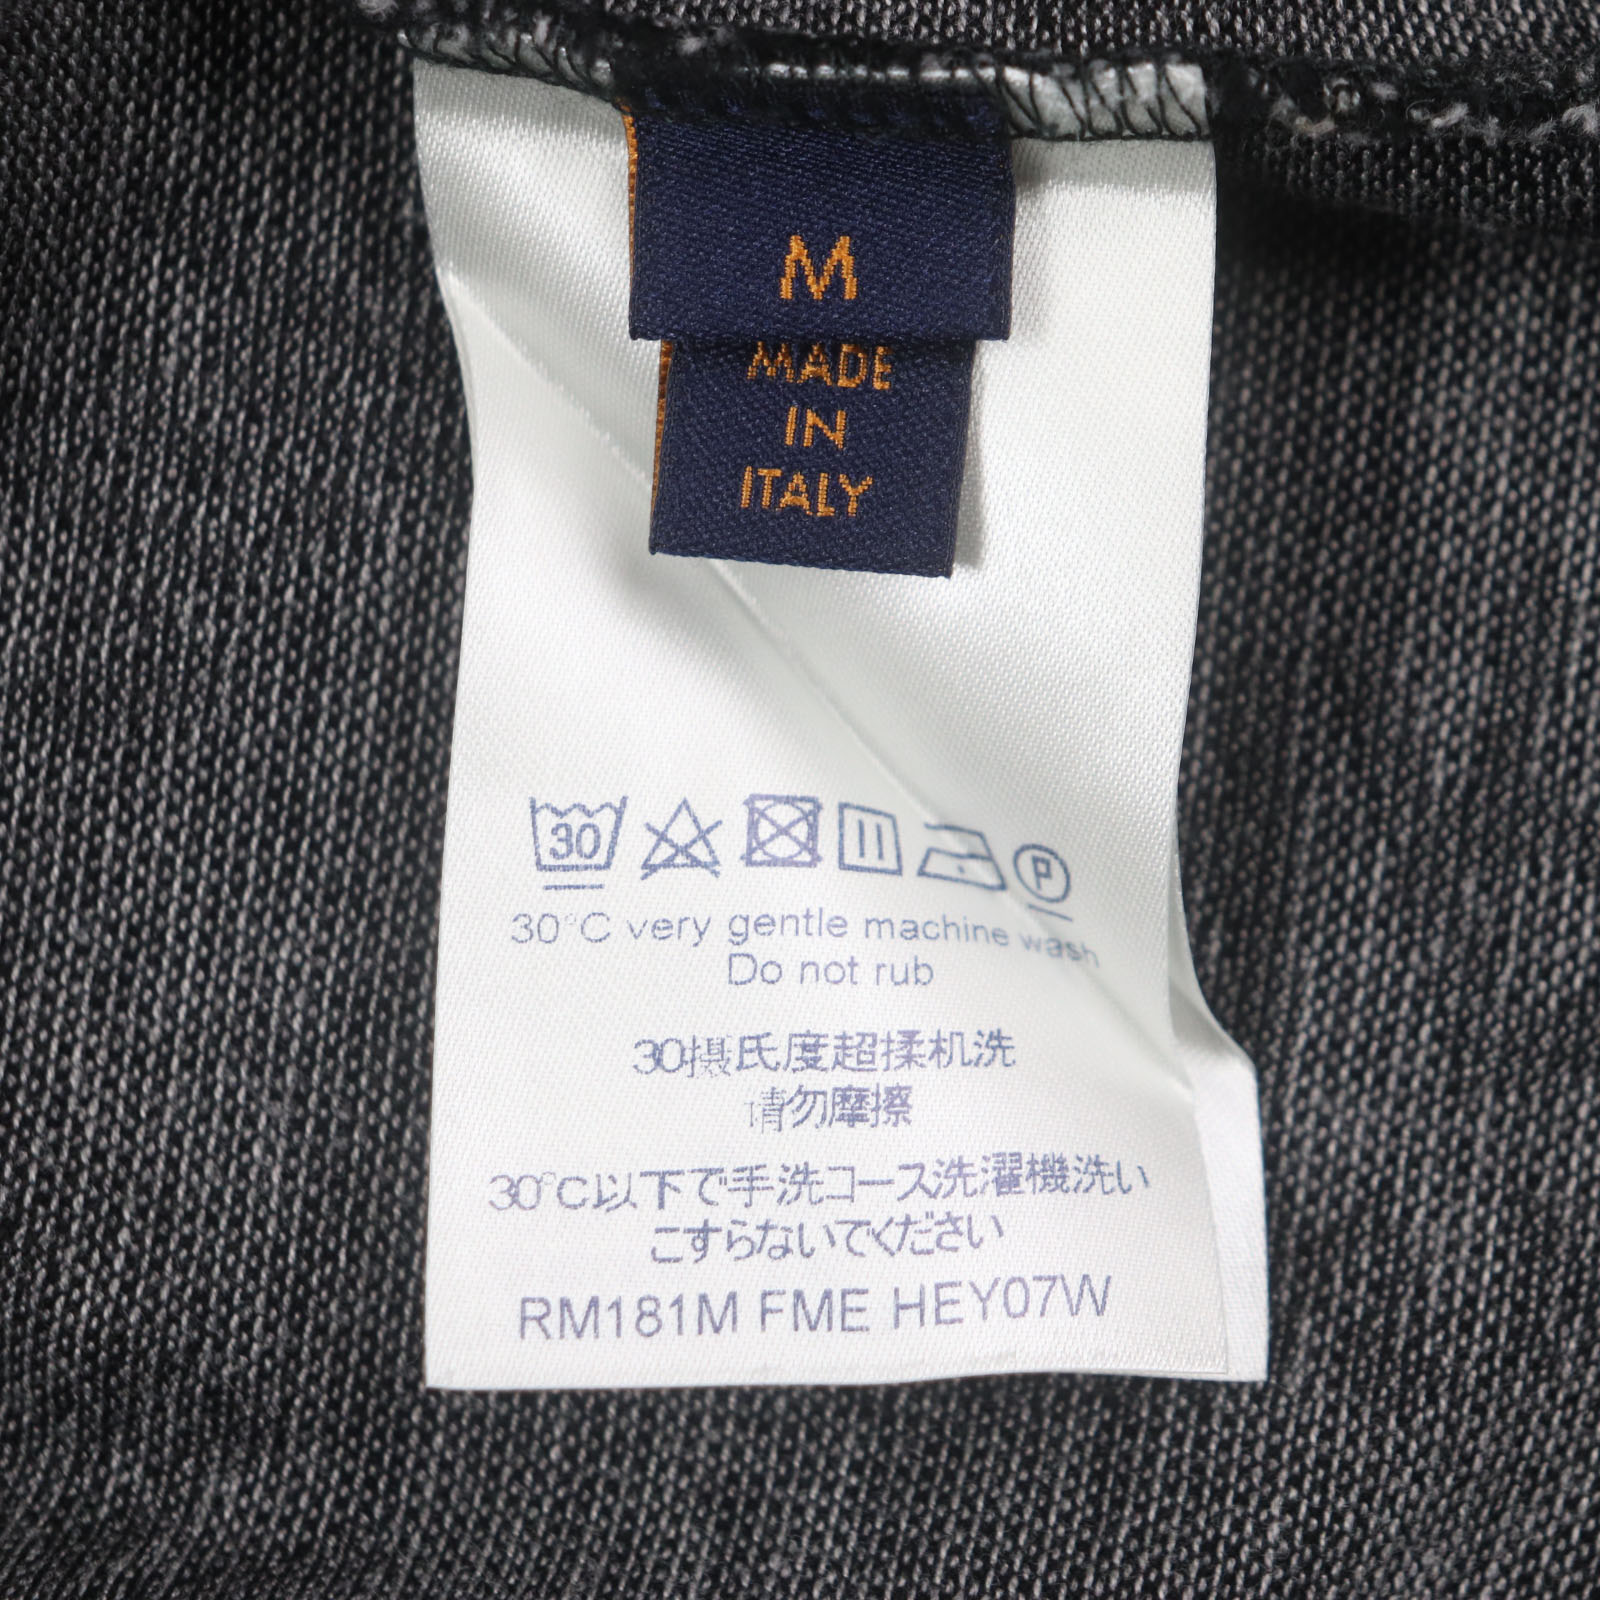 M
MADE
IN
ITALY
30 P
30°C very gentle machine wash
Do not rub
30摄氏度超揉机洗
请勿摩擦
30°C以下で手洗コース洗濯機洗い
こすらないでください
RM181M FME HEY07W